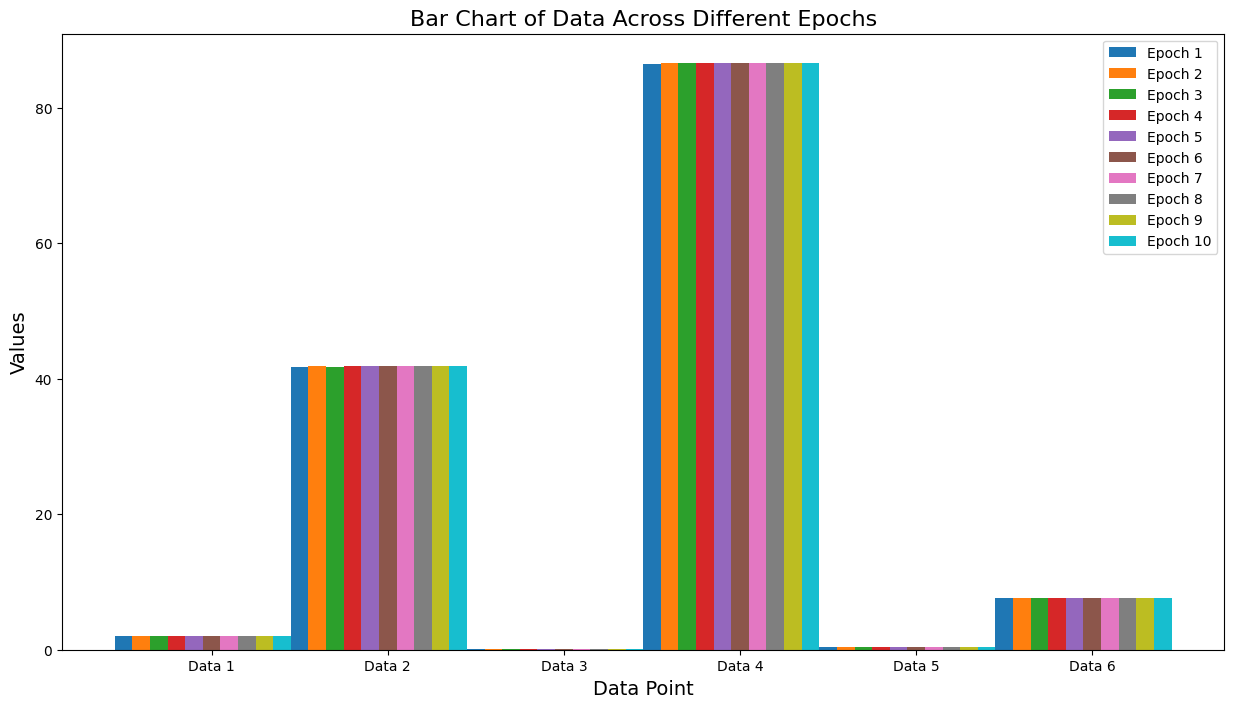 Bar Chart of Data Across Different Epochs
Epoch 1
Epoch 2
Epoch 3
Epoch 4
Epoch 5
Epoch 6
Epoch 7
Epoch 8
Epoch 9
Epoch 10
Values
80
60
40
20
0
Data 1 Data 2 Data 3 Data 4 Data 5 Data 6
Data Point